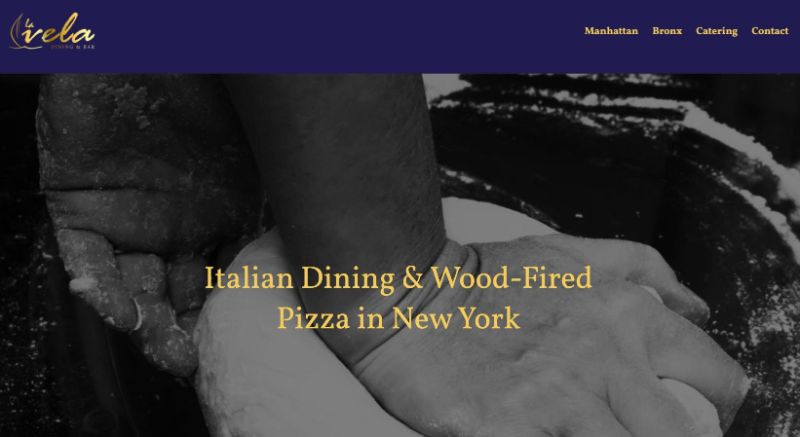 la
vela
DINING & BAR
Manhattan Bronx Catering Contact
Italian Dining & Wood-Fired
Pizza in New York